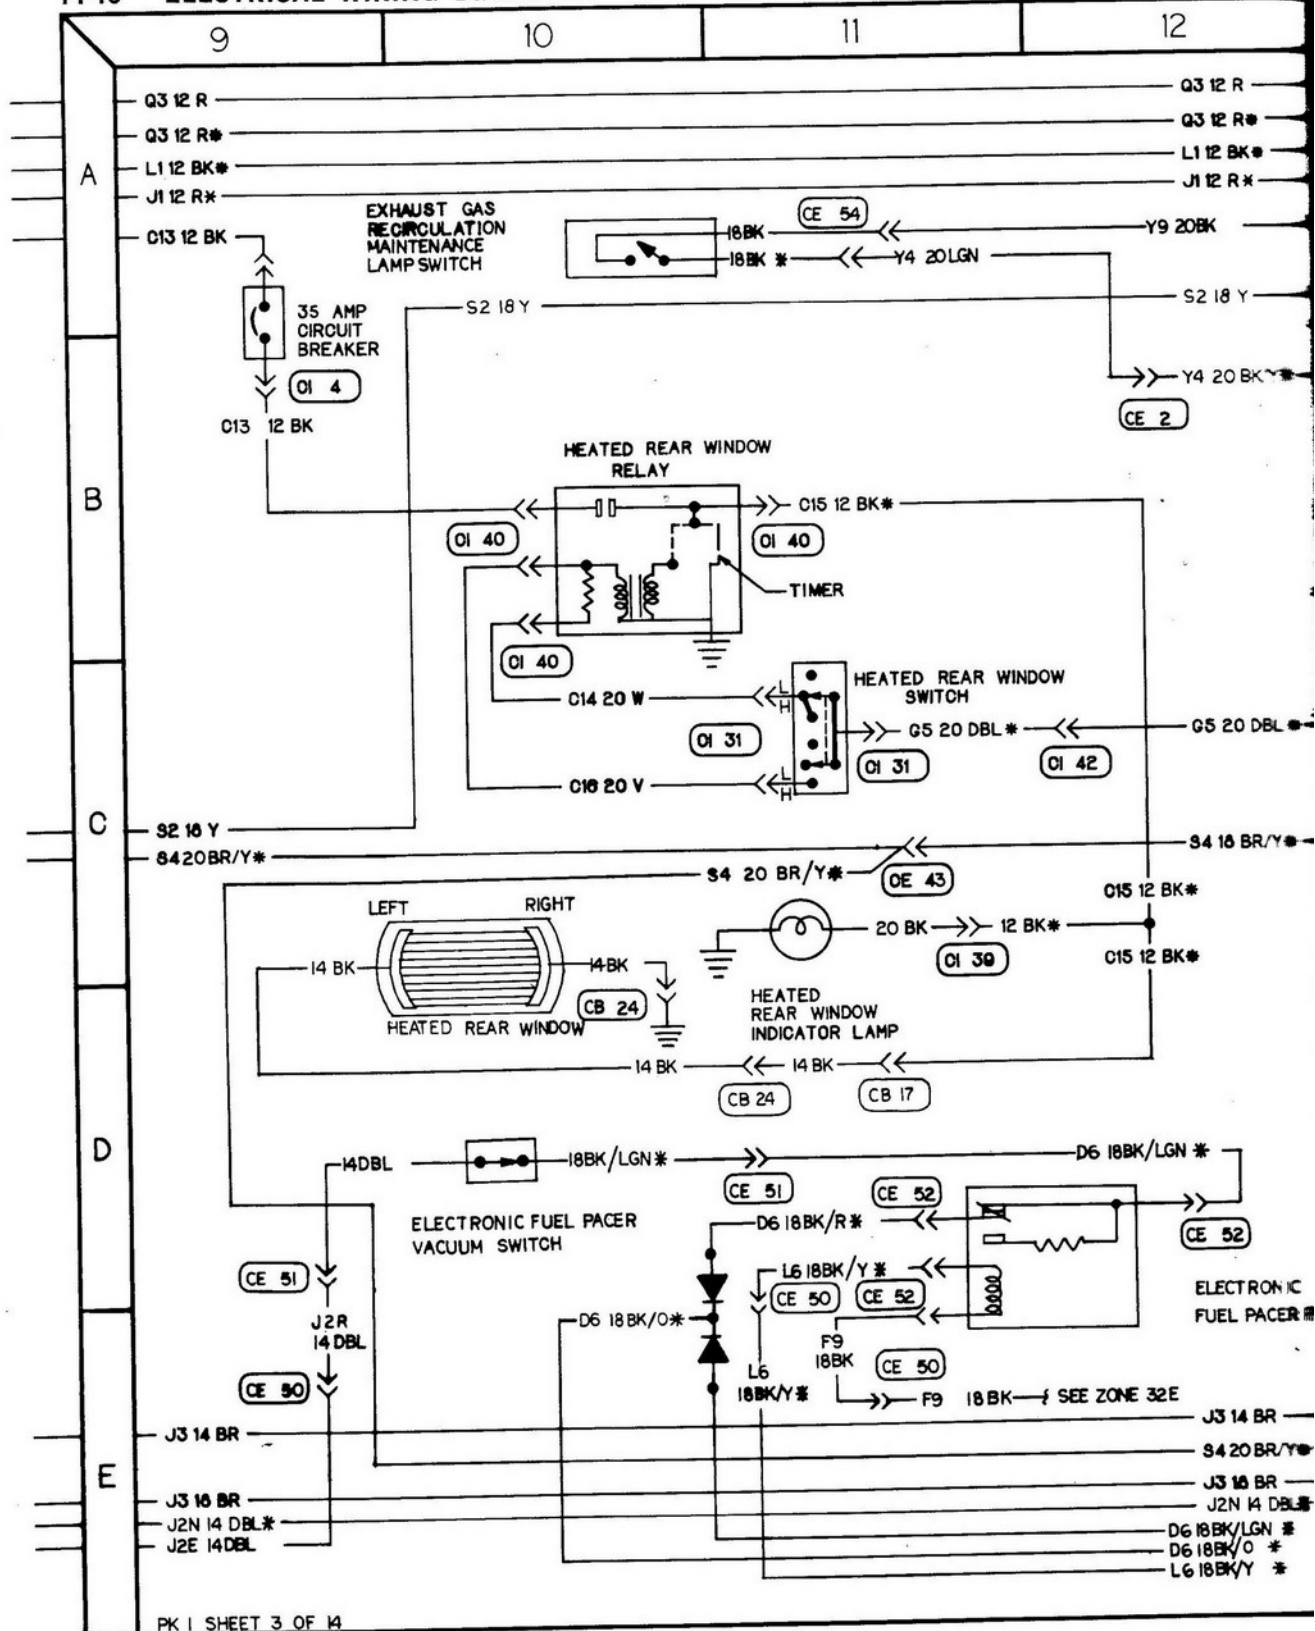 9
10
11
12
A
Q3 12 R
Q3 12 R
Q3 12 R*
Q3 12 R*
L1 12 BK*
L1 12 BK*
J1 12 R*
J1 12 R*
C13 12 BK
EXHAUST GAS
RECIRCULATION
MAINTENANCE
LAMP SWITCH
18BK
CE 54
Y9 20BK
18BK *
Y4 20LGN
S2 18 Y
S2 18 Y
35 AMP
CIRCUIT
BREAKER
CI 4
Y4 20 BK
CE 2
C13 12 BK
B
HEATED REAR WINDOW
RELAY
CI 40
C15 12 BK*
CI 40
TIMER
CI 40
C14 20 W
L
H
HEATED REAR WINDOW
SWITCH
CI 31
G5 20 DBL*
G5 20 DBL*
CI 31
CI 42
C16 20 V
L
H
C
S2 18 Y
S4 20BR/Y*
S4 18 BR/Y*
S4 20 BR/Y*
CE 43
C15 12 BK*
LEFT
RIGHT
20 BK
12 BK*
CI 39
C15 12 BK*
14 BK
14BK
CB 24
HEATED REAR WINDOW
HEATED
REAR WINDOW
INDICATOR LAMP
14 BK
14 BK
CB 24
CB 17
D
14DBL
18BK/LGN*
D6 18BK/LGN *
CE 51
CE 52
ELECTRONIC FUEL PACER
VACUUM SWITCH
D6 18BK/R*
CE 52
CE 51
L6 18BK/Y *
CE 50
CE 52
ELECTRONIC
FUEL PACER
J2R
14 DBL
D6 18BK/O*
F9
18BK
CE 50
CE 50
L6
18BK/Y*
F9 18BK
SEE ZONE 32E
E
J3 14 BR
J3 14 BR
S4 20 BR/Y*
J3 18 BR
J3 18 BR
J2N 14 DBL*
J2N 14 DBL*
J2E 14DBL
D6 18BK/LGN *
D6 18BK/O *
L6 18BK/Y *
PK 1 SHEET 3 OF 14